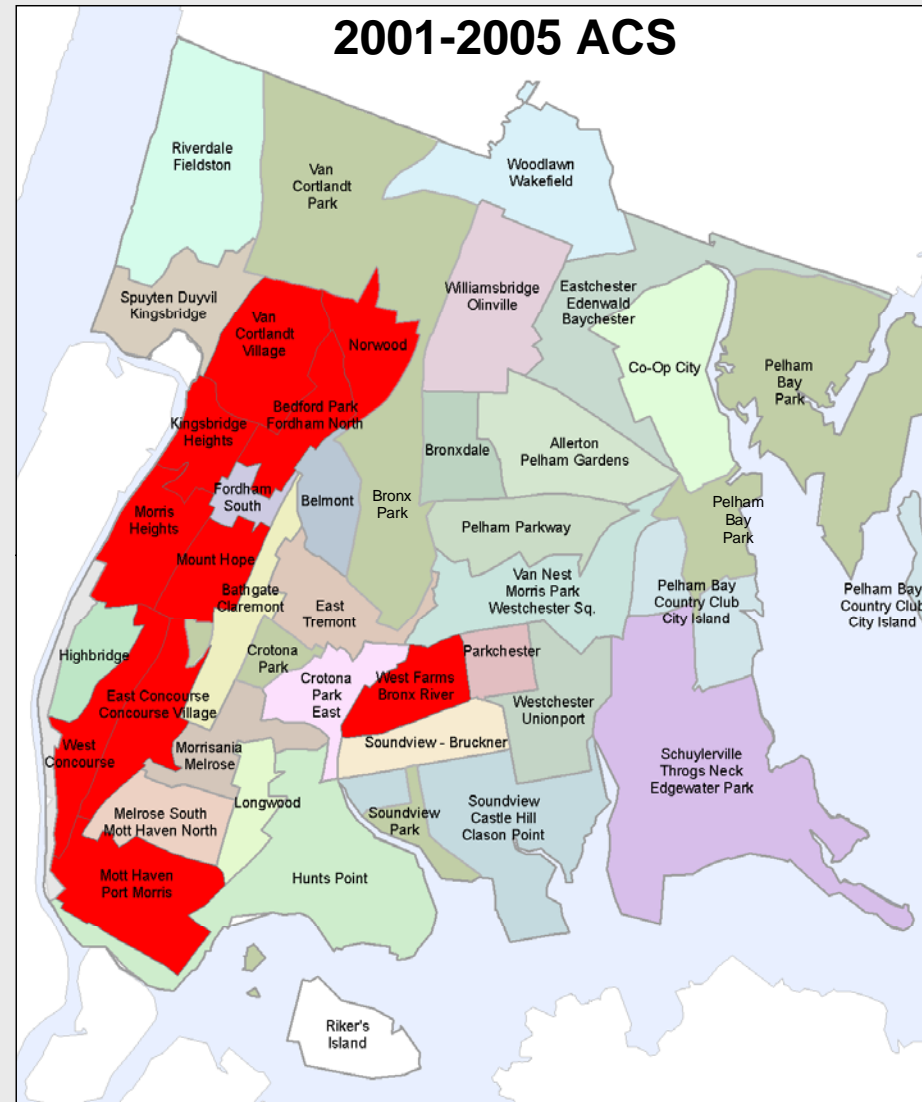 2001-2005 ACS
Riverdale
Fieldston
Van
Cortlandt
Park
Woodlawn
Wakefield
Spuyten Duyvil
Kingsbridge
Van
Cortlandt
Village
Norwood
Williamsbridge
Olinville
Eastchester
Edenwald
Baychester
Co-Op City
Pelham
Bay
Park
Bedford Park
Fordham North
Kingsbridge
Heights
Bronxdale
Allerton
Pelham Gardens
Fordham
South
Belmont
Bronx
Park
Morris
Heights
Pelham Parkway
Pelham
Bay
Park
Mount Hope
Van Nest
Morris Park
Westchester Sq.
Pelham Bay
Country Club
City Island
Pelham Bay
Country Club
City Island
Bathgate
Claremont
East
Tremont
Highbridge
Crotona
Park
Parkchester
Crotona
Park
East
West Farms
Bronx River
East Concourse
Concourse Village
Westchester
Unionport
West
Concourse
Morrisania
Melrose
Soundview - Bruckner
Schuylerville
Throgs Neck
Edgewater Park
Melrose South
Mott Haven North
Longwood
Soundview
Park
Soundview
Castle Hill
Clason Point
Mott Haven
Port Morris
Hunts Point
Riker's
Island